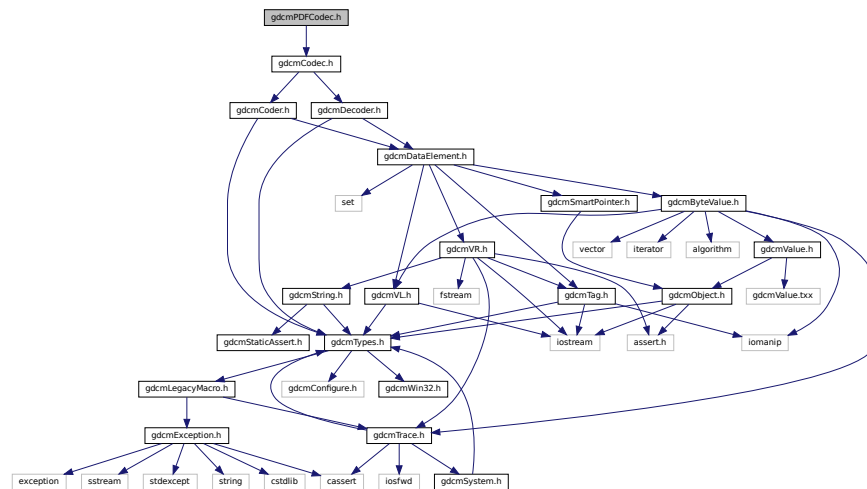 gdcmPDFCodec.h
gdcmCodec.h
gdcmCoder.h gdcmDecoder.h
gdcmDataElement.h
set gdcmSmartPointer.h gdcmByteValue.h
gdcmVR.h vector iterator algorithm gdcmValue.h
gdcmString.h gdcmVL.h fstream gdcmTag.h gdcmObject.h gdcmValue.txx
gdcmStaticAssert.h gdcmTypes.h iostream assert.h iomanip
gdcmLegacyMacro.h gdcmConfigure.h gdcmWin32.h
gdcmException.h gdcmTrace.h
exception sstream stdexcept string cstdlib cassert iosfwd gdcmSystem.h